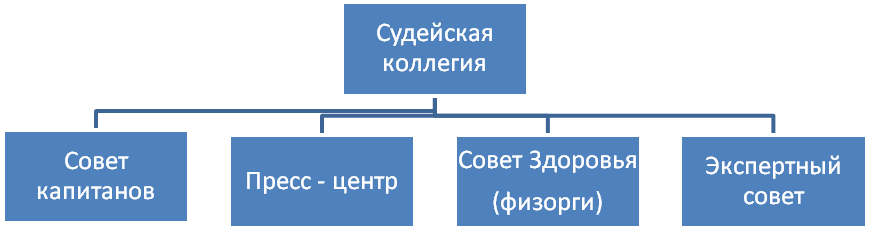 Судейская
коллегия
Совет
капитанов
Пресс - центр
Совет Здоровья
(физорги)
Экспертный
совет